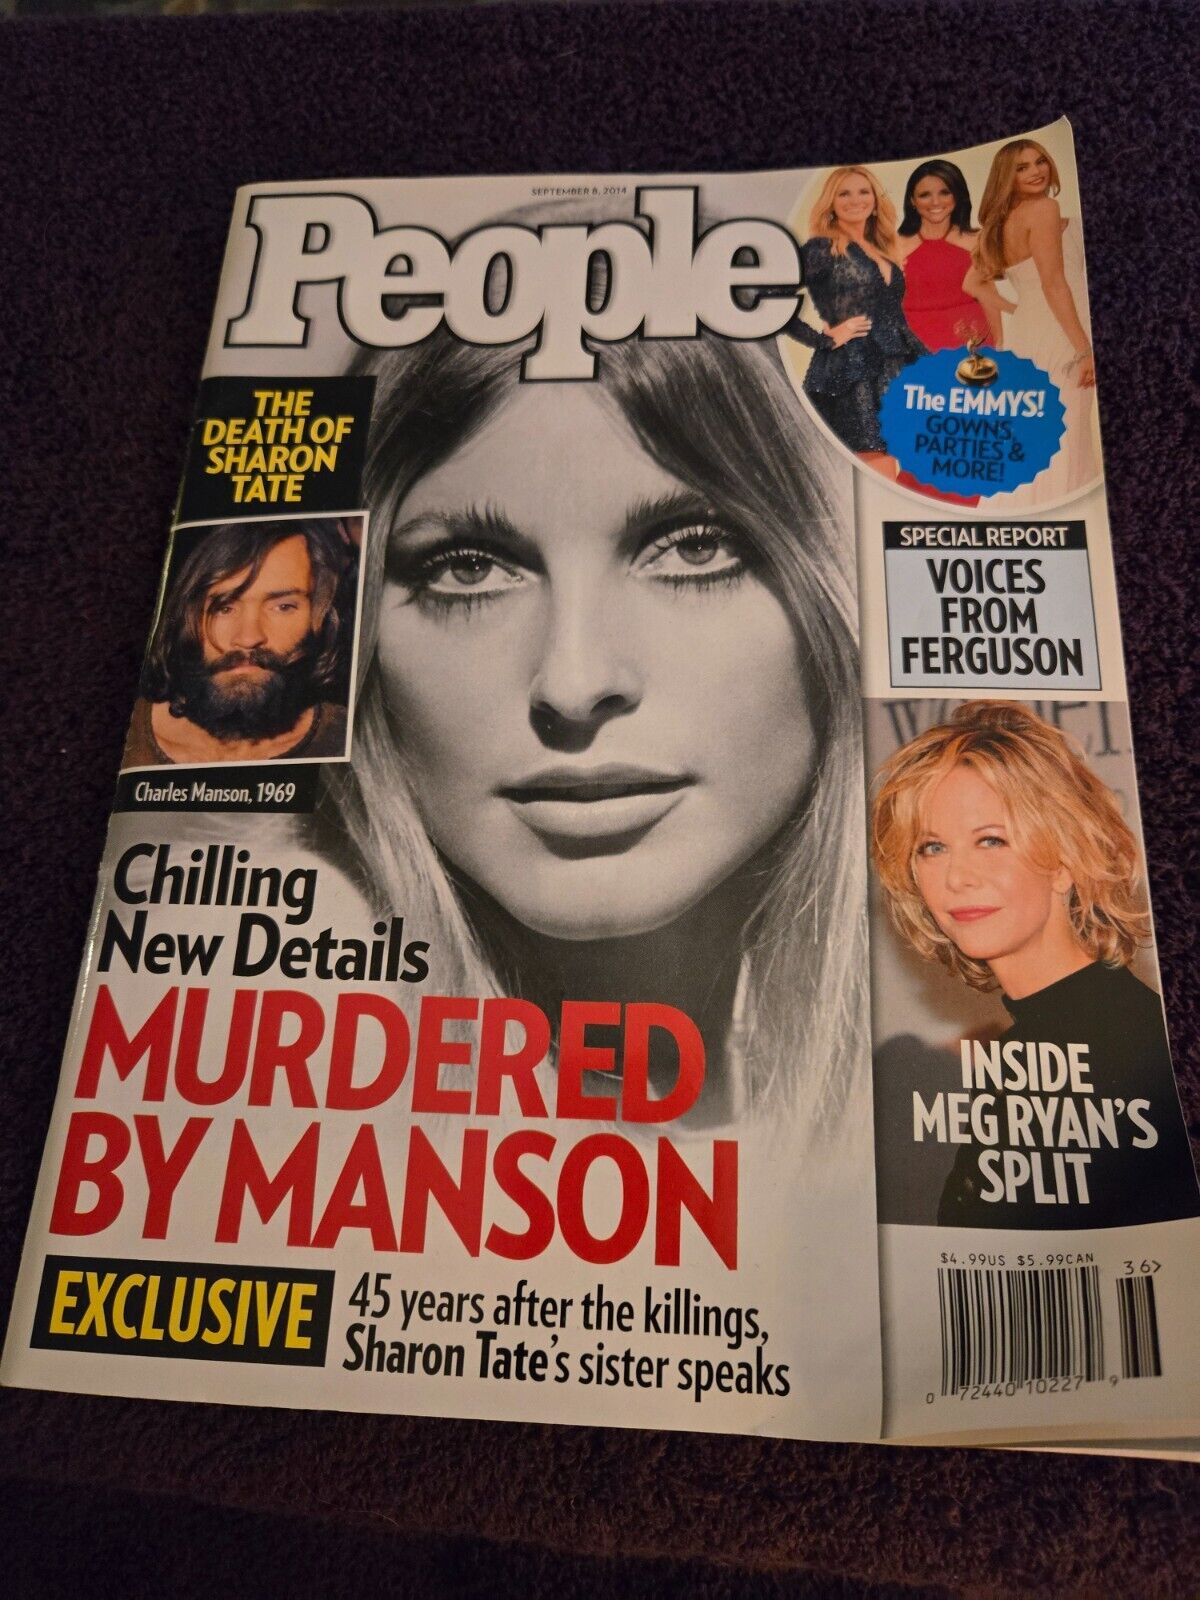 SEPTEMBER 8, 2014
People
The EMMYS!
GOWNS,
PARTIES &
MORE!
THE
DEATH OF
SHARON
TATE
Charles Manson, 1969
SPECIAL REPORT
VOICES
FROM
FERGUSON
Chilling
New Details
MURDERED
BY MANSON
EXCLUSIVE
45 years after the killings,
Sharon Tate's sister speaks
INSIDE
MEG RYAN'S
SPLIT
$4.99US $5.99CAN
36>
0 72440 10227 9